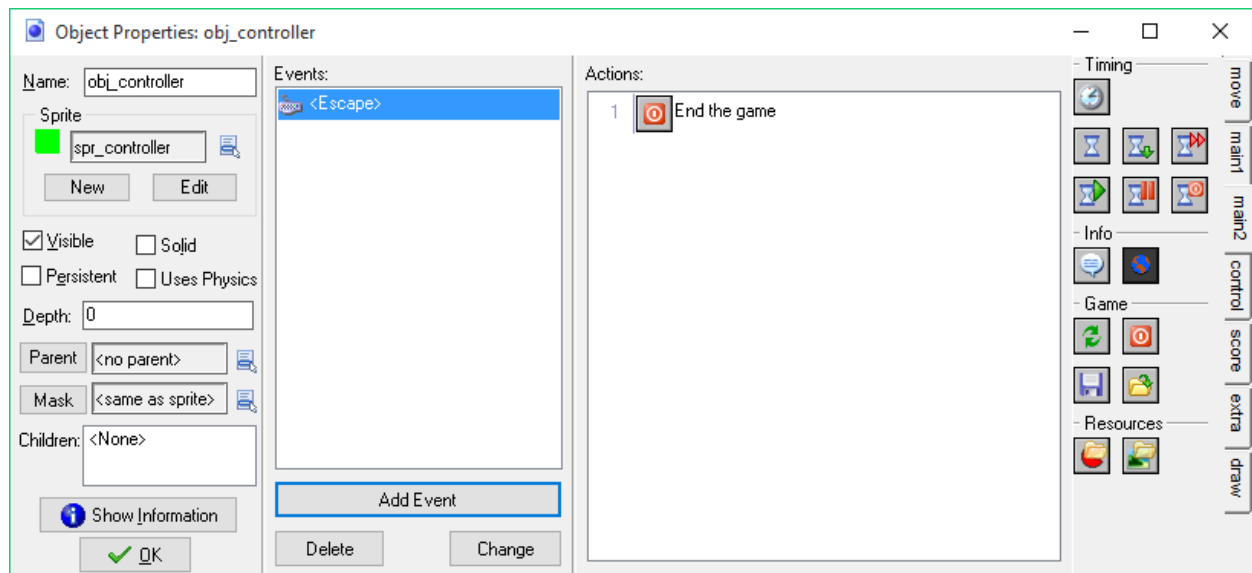 Object Properties: obj_controller
Name: obj_controller
Sprite
spr_controller
New Edit
Visible Solid
Persistent Uses Physics
Depth: 0
Parent <no parent>
Mask <same as sprite>
Children: <None>
Show Information
OK
Events:
<Escape>
Add Event
Delete Change
Actions:
1 End the game
Timing
Info
Game
Resources
move
main1
main2
control
score
extra
draw